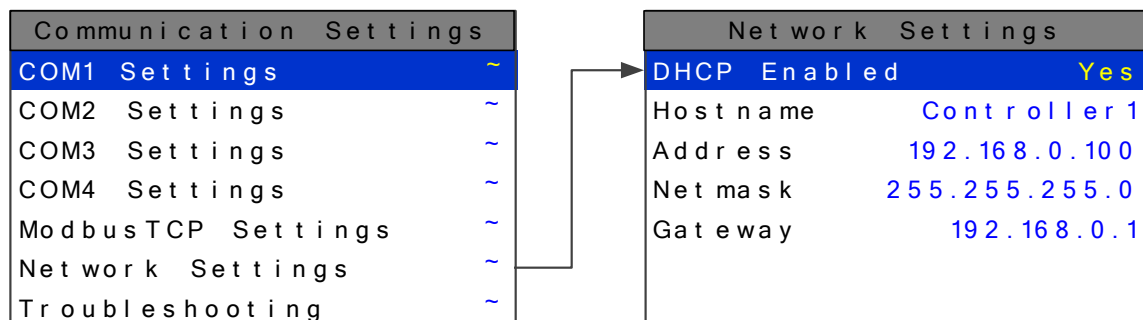 Communication Settings
COM1 Settings ~
COM2 Settings ~
COM3 Settings ~
COM4 Settings ~
ModbusTCP Settings ~
Network Settings ~
Troubleshooting ~
Network Settings
DHCP Enabled Yes
Hostname Controller1
Address 192.168.0.100
Netmask 255.255.255.0
Gateway 192.168.0.1